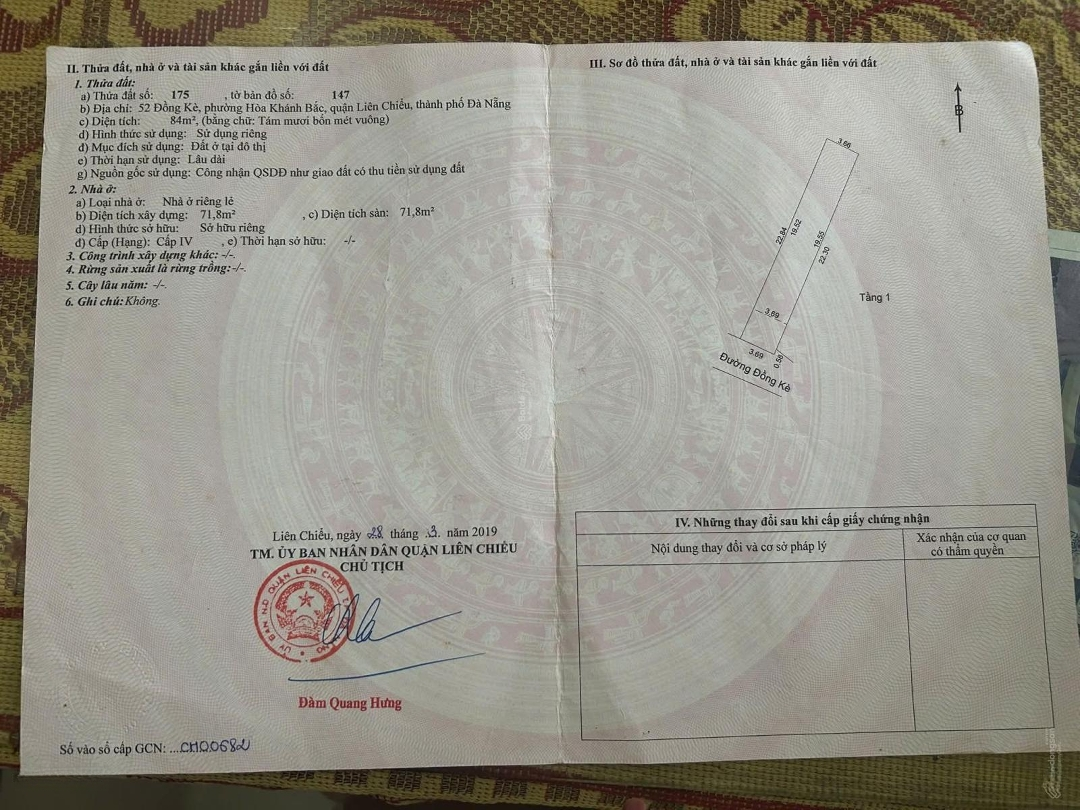 II. Thửa đất, nhà ở và tài sản khác gắn liền với đất
1. Thửa đất:
a) Thửa đất số: 175 , tờ bản đồ số: 147
b) Địa chỉ: 52 Đồng Kè, phường Hòa Khánh Bắc, quận Liên Chiểu, thành phố Đà Nẵng
c) Diện tích: 84m², (bằng chữ: Tám mươi bốn mét vuông)
d) Hình thức sử dụng: Sử dụng riêng
đ) Mục đích sử dụng: Đất ở tại đô thị
e) Thời hạn sử dụng: Lâu dài
g) Nguồn gốc sử dụng: Công nhận QSDĐ như giao đất có thu tiền sử dụng đất
2. Nhà ở:
a) Loại nhà ở: Nhà ở riêng lẻ
b) Diện tích xây dựng: 71,8m² , c) Diện tích sàn: 71,8m²
d) Hình thức sở hữu: Sở hữu riêng
đ) Cấp (Hạng): Cấp IV , e) Thời hạn sở hữu: -/-
3. Công trình xây dựng khác: -/-.
4. Rừng sản xuất là rừng trồng:-/-.
5. Cây lâu năm: -/-
6. Ghi chú: Không.
Liên Chiểu, ngày 28 tháng .3. năm 2019
TM. ỦY BAN NHÂN DÂN QUẬN LIÊN CHIỂU
CHỦ TỊCH
Đàm Quang Hưng
Số vào sổ cấp GCN: ...CH00682
III. Sơ đồ thửa đất, nhà ở và tài sản khác gắn liền với đất
B
3.66
22.84
19.52
19.55
22.30
Tầng 1
3.69
3.69
0.58
Đường Đồng Kè
IV. Những thay đổi sau khi cấp giấy chứng nhận
Nội dung thay đổi và cơ sở pháp lý
Xác nhận của cơ quan
có thẩm quyền